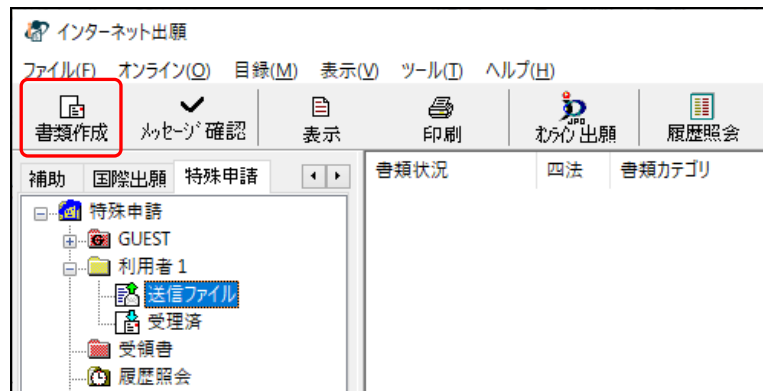 インターネット出願
ファイル(F) オンライン(O) 目録(M) 表示(V) ツール(T) ヘルプ(H)
書類作成 メッセージ確認 表示 印刷 JPO オンライン出願 履歴照会
補助 国際出願 特殊申請
書類状況 四法 書類カテゴリ
特殊申請
GUEST
利用者1
送信ファイル
受理済
受領書
履歴照会